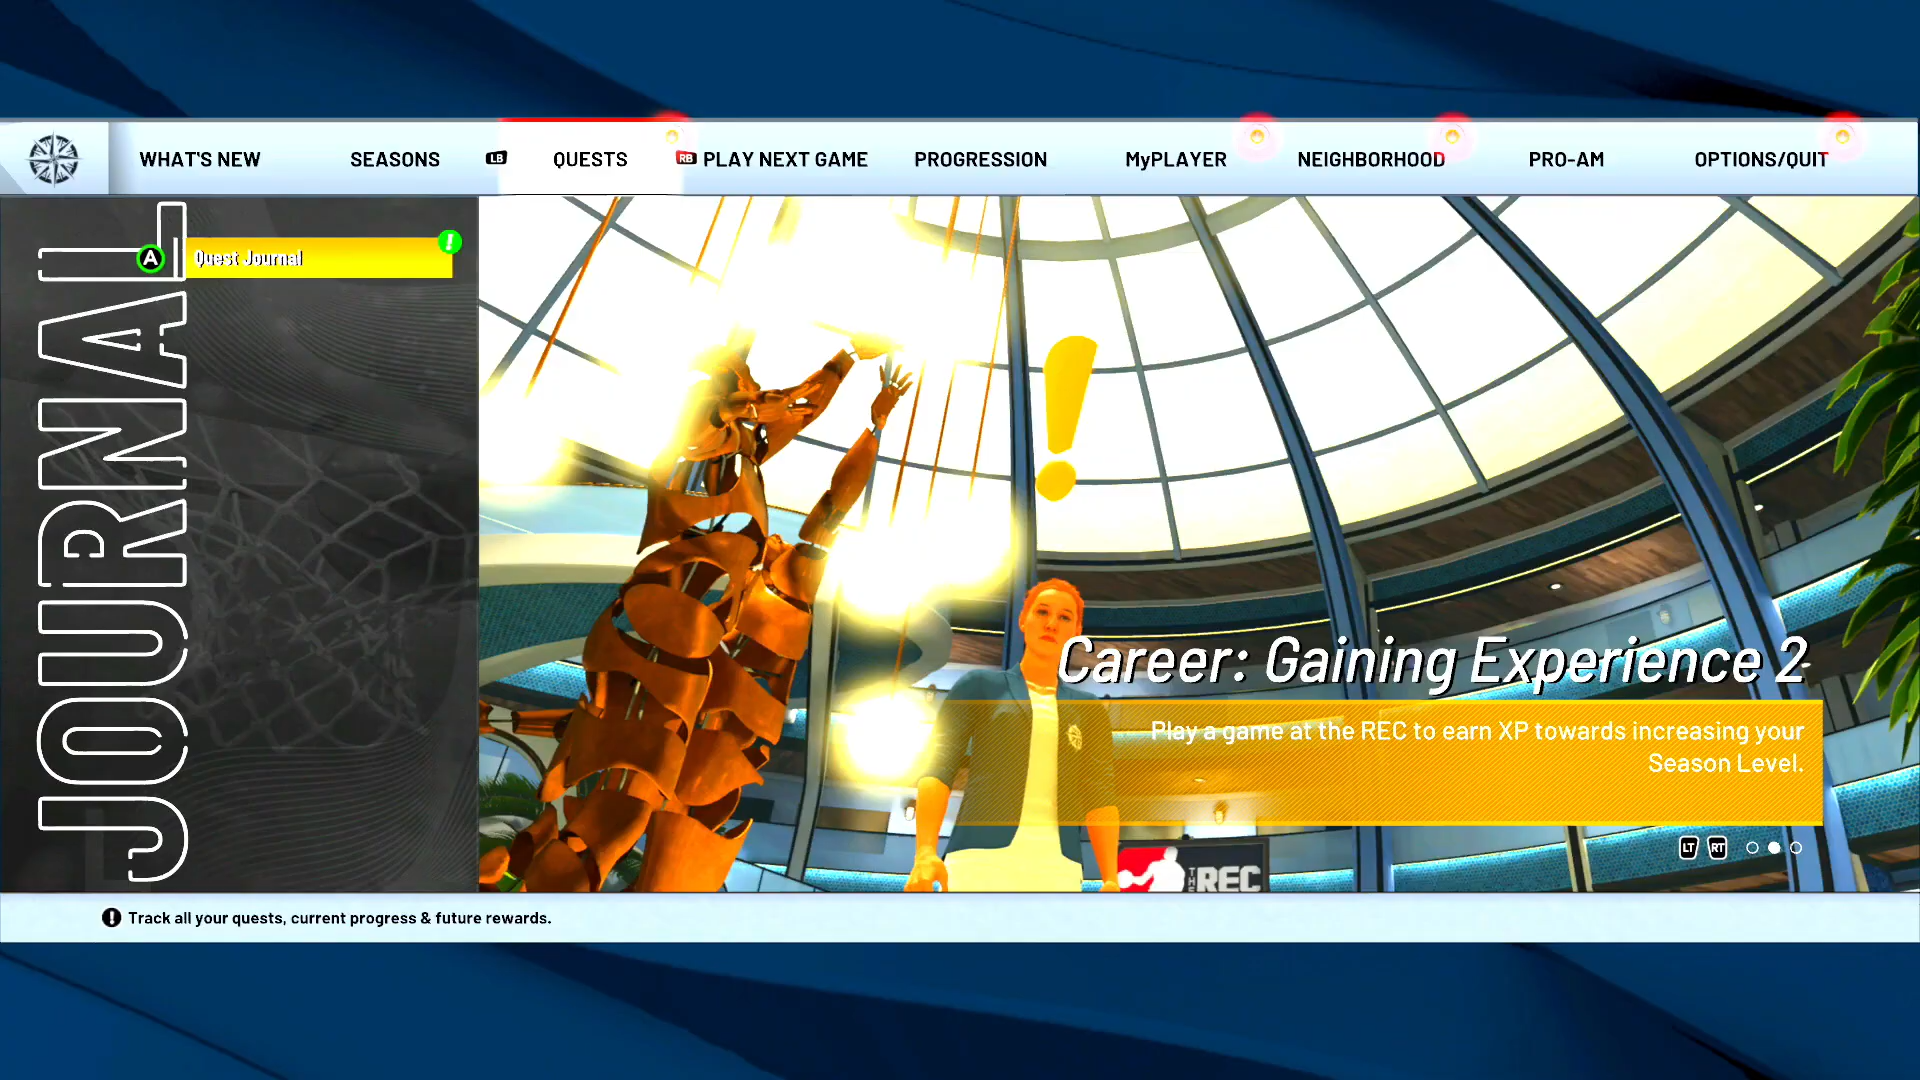 WHAT'S NEW
SEASONS
LB
QUESTS
RB
PLAY NEXT GAME
PROGRESSION
MyPLAYER
NEIGHBORHOOD
PRO-AM
OPTIONS/QUIT
JOURNAL
A
Quest Journal
!
Career: Gaining Experience 2
Play a game at the REC to earn XP towards increasing your
Season Level.
LT RT
THE REC
! Track all your quests, current progress & future rewards.